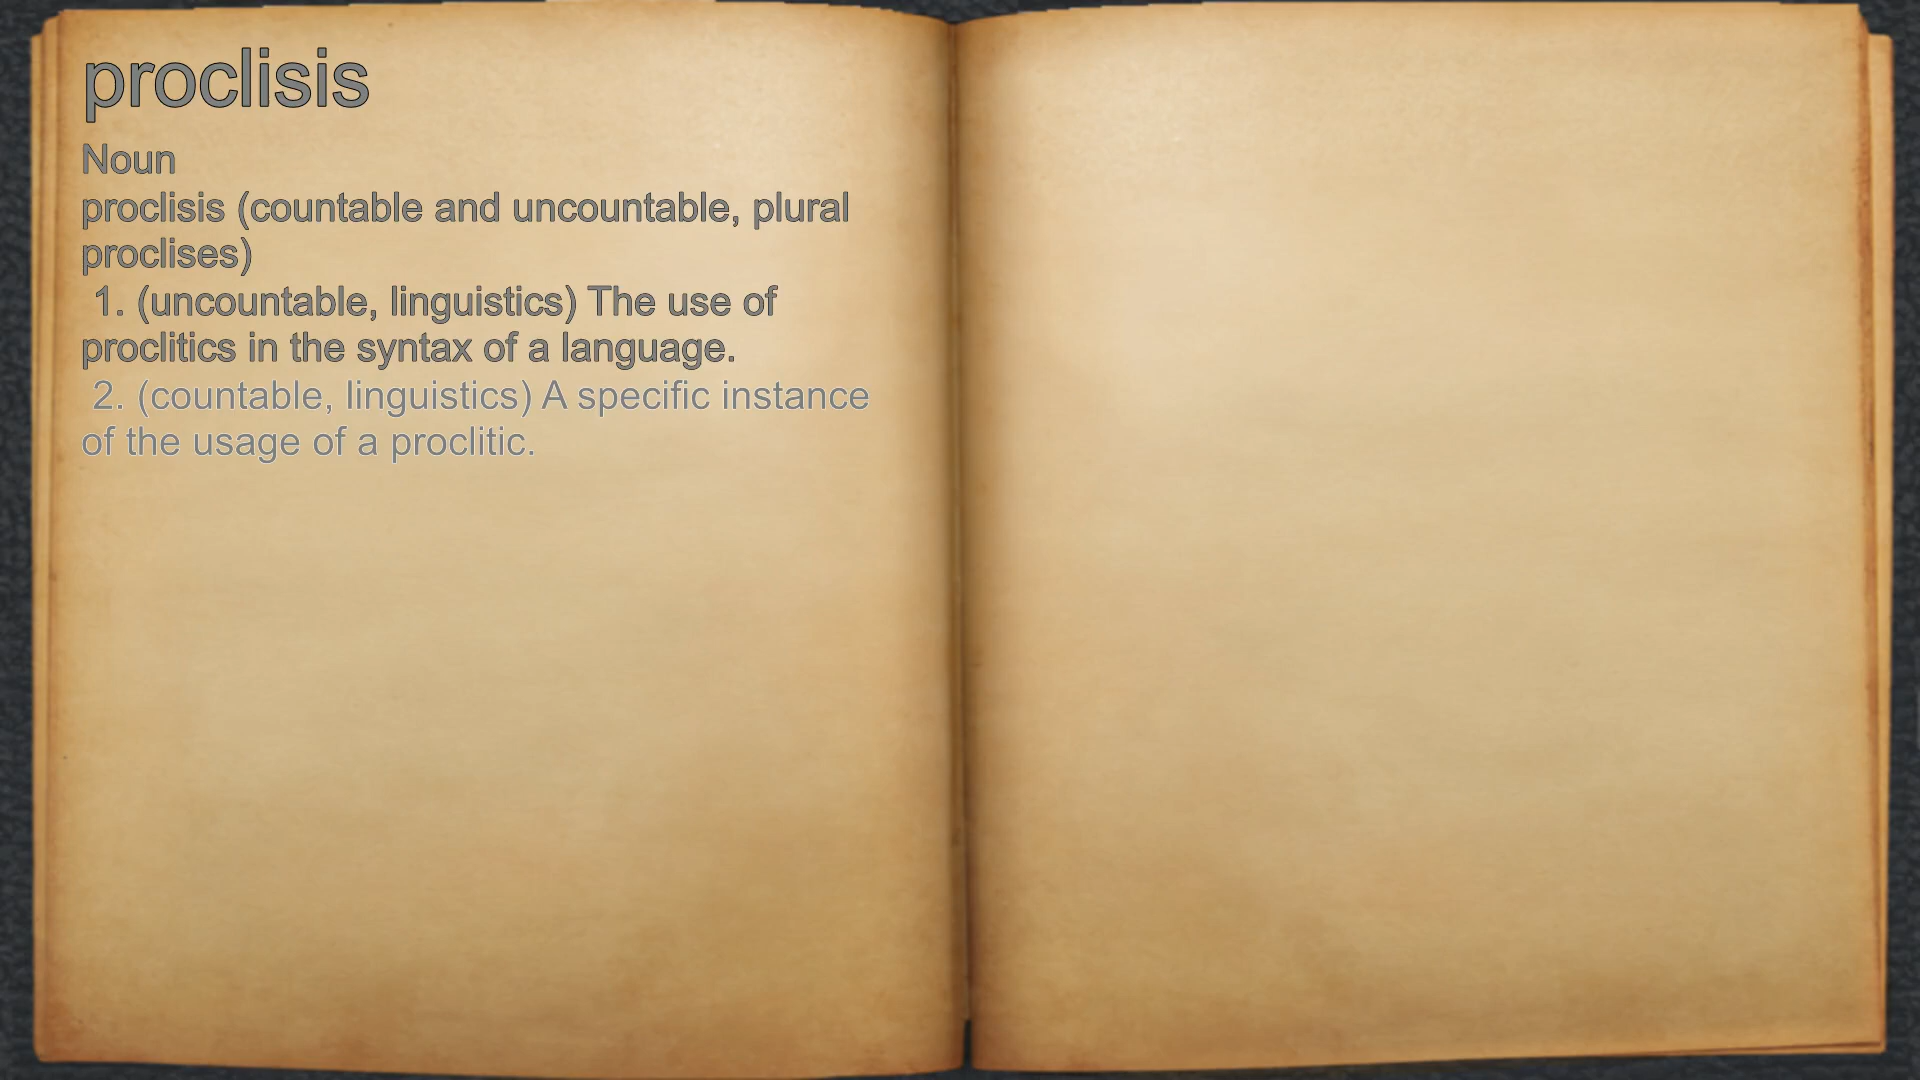 proclisis
Noun
proclisis (countable and uncountable, plural
proclises)
1. (uncountable, linguistics) The use of
proclitics in the syntax of a language.
2. (countable, linguistics) A specific instance
of the usage of a proclitic.